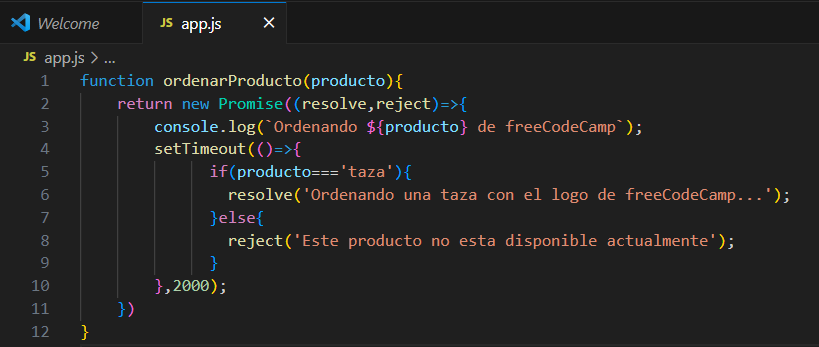 Welcome JS app.js ×
JS app.js > ...
1 function ordenarProducto(producto){
2 return new Promise((resolve,reject)=>{
3 console.log(`Ordenando ${producto} de freeCodeCamp`);
4 setTimeout(()=>{
5 if(producto==='taza'){
6 resolve('Ordenando una taza con el logo de freeCodeCamp...');
7 }else{
8 reject('Este producto no esta disponible actualmente');
9 }
10 },2000);
11 })
12 }